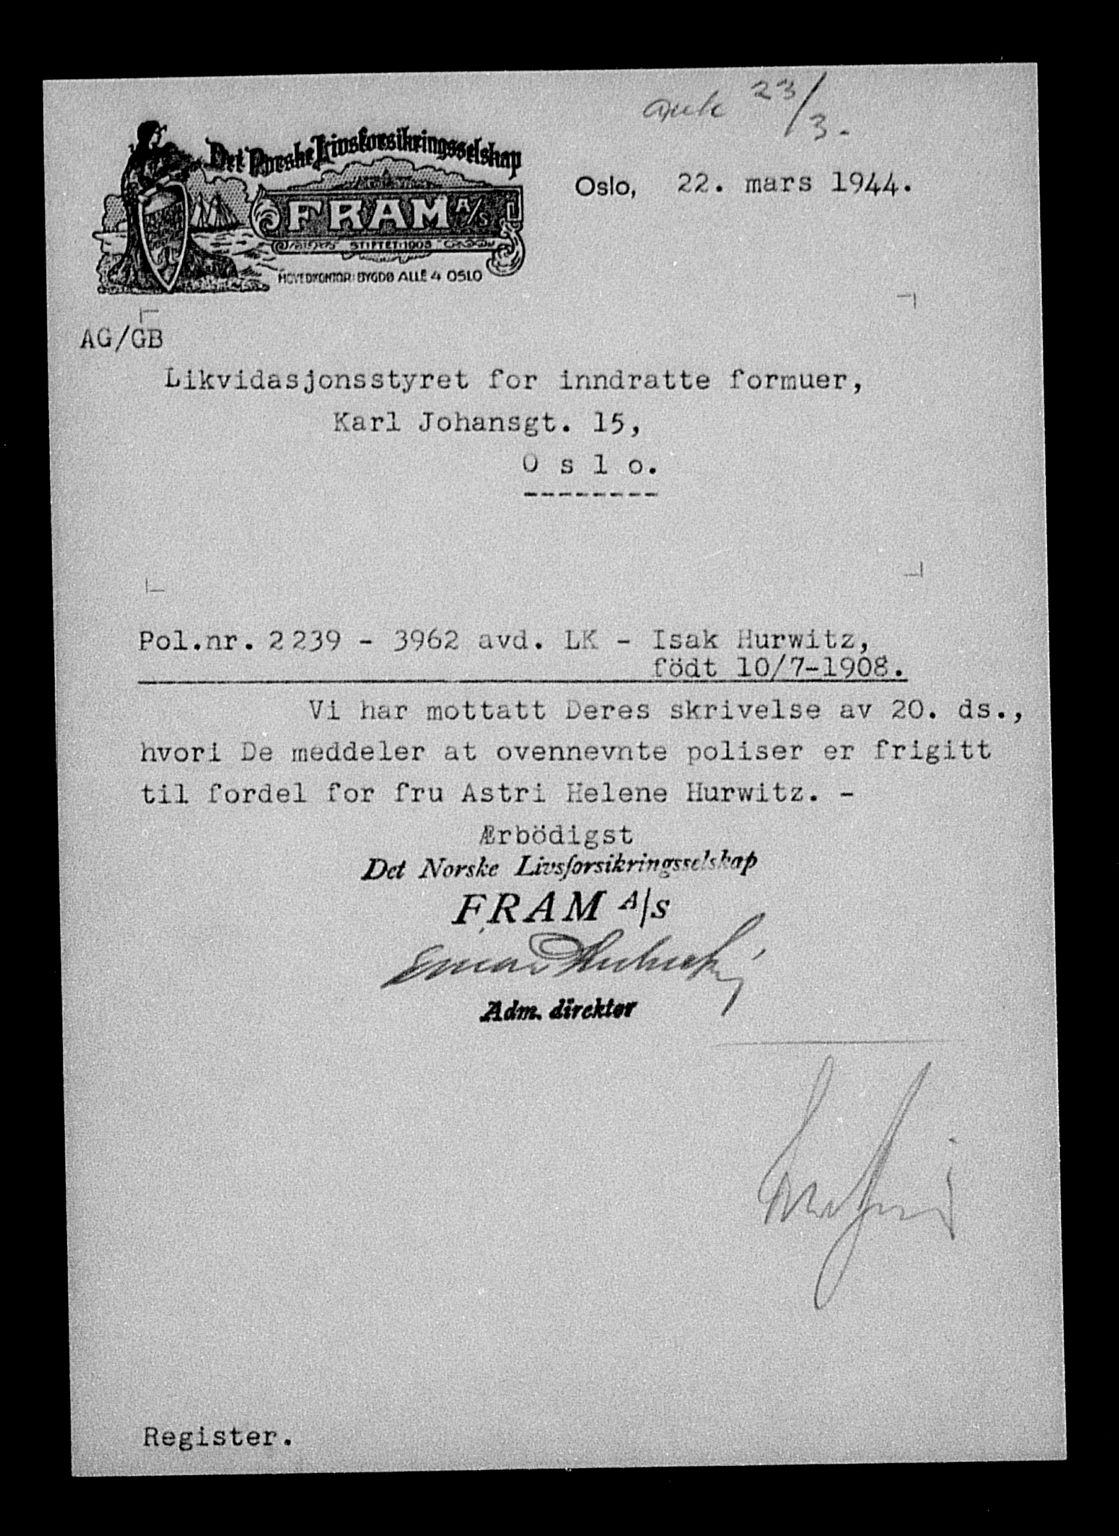 ank 23/3.
Det Norske Livsforsikringsselskap
FRAM A/S
STIFTET 1908
HOVEDKONTOR: BYGDØ ALLÉ 4 OSLO
Oslo, 22. mars 1944.
AG/GB
Likvidasjonsstyret for inndratte formuer,
Karl Johansgt. 15,
O s l o.
Pol.nr. 2239 - 3962 avd. LK - Isak Hurwitz,
födt 10/7-1908.
Vi har mottatt Deres skrivelse av 20. ds.,
hvori De meddeler at ovennevnte poliser er frigitt
til fordel for fru Astri Helene Hurwitz. -
Ærbödigst
Det Norske Livsforsikringsselskap
FRAM A/S
Adm. direktør
Register.